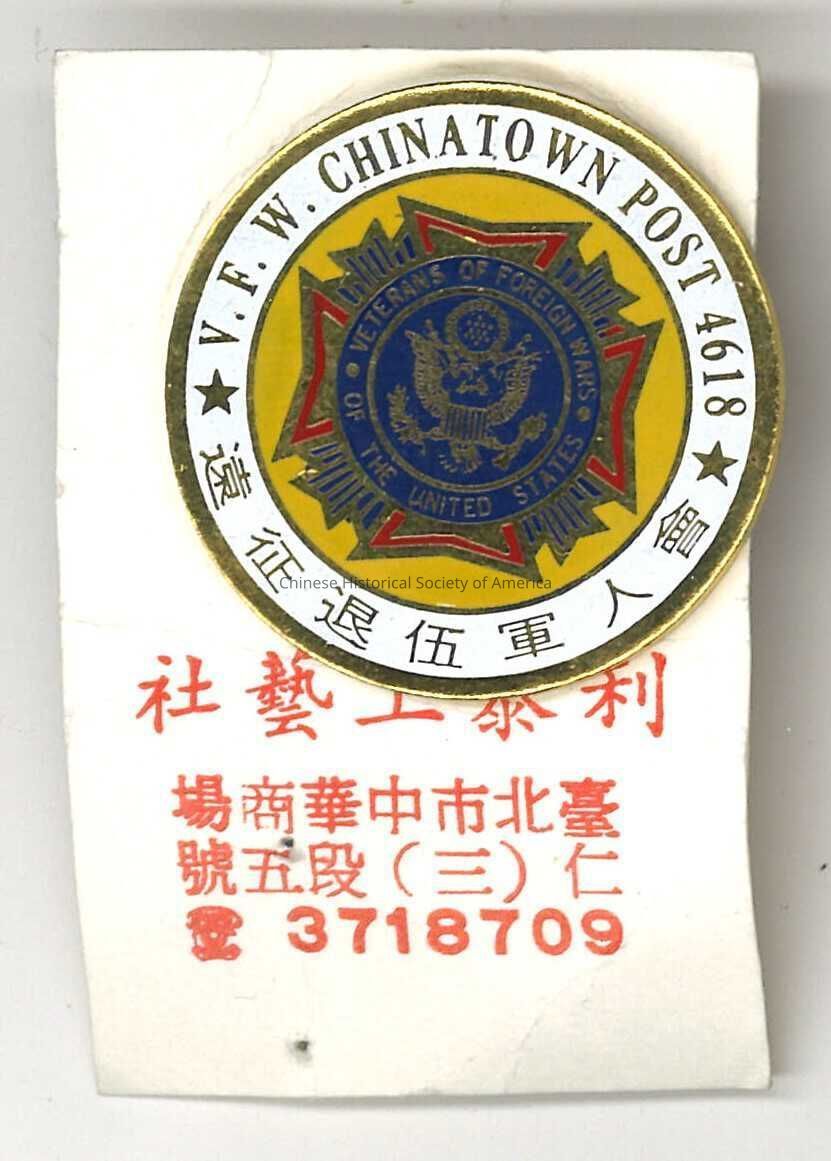 V. F. W. CHINATOWN POST 4618
遠征退伍軍人會
VETERANS OF FOREIGN WARS
OF THE UNITED STATES
Chinese Historical Society of America
利泰工藝社
臺北市中華商場
仁（三）段五號
☎ 3718709